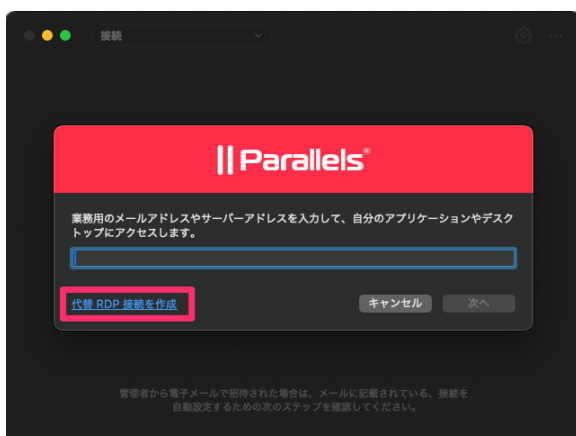 接続
Parallels®
業務用のメールアドレスやサーバーアドレスを入力して、自分のアプリケーションやデスク
トップにアクセスします。
代替 RDP 接続を作成
キャンセル
次へ
管理者から電子メールで招待された場合は、メールに記載されている、接続を
自動設定するための次のステップを確認してください。